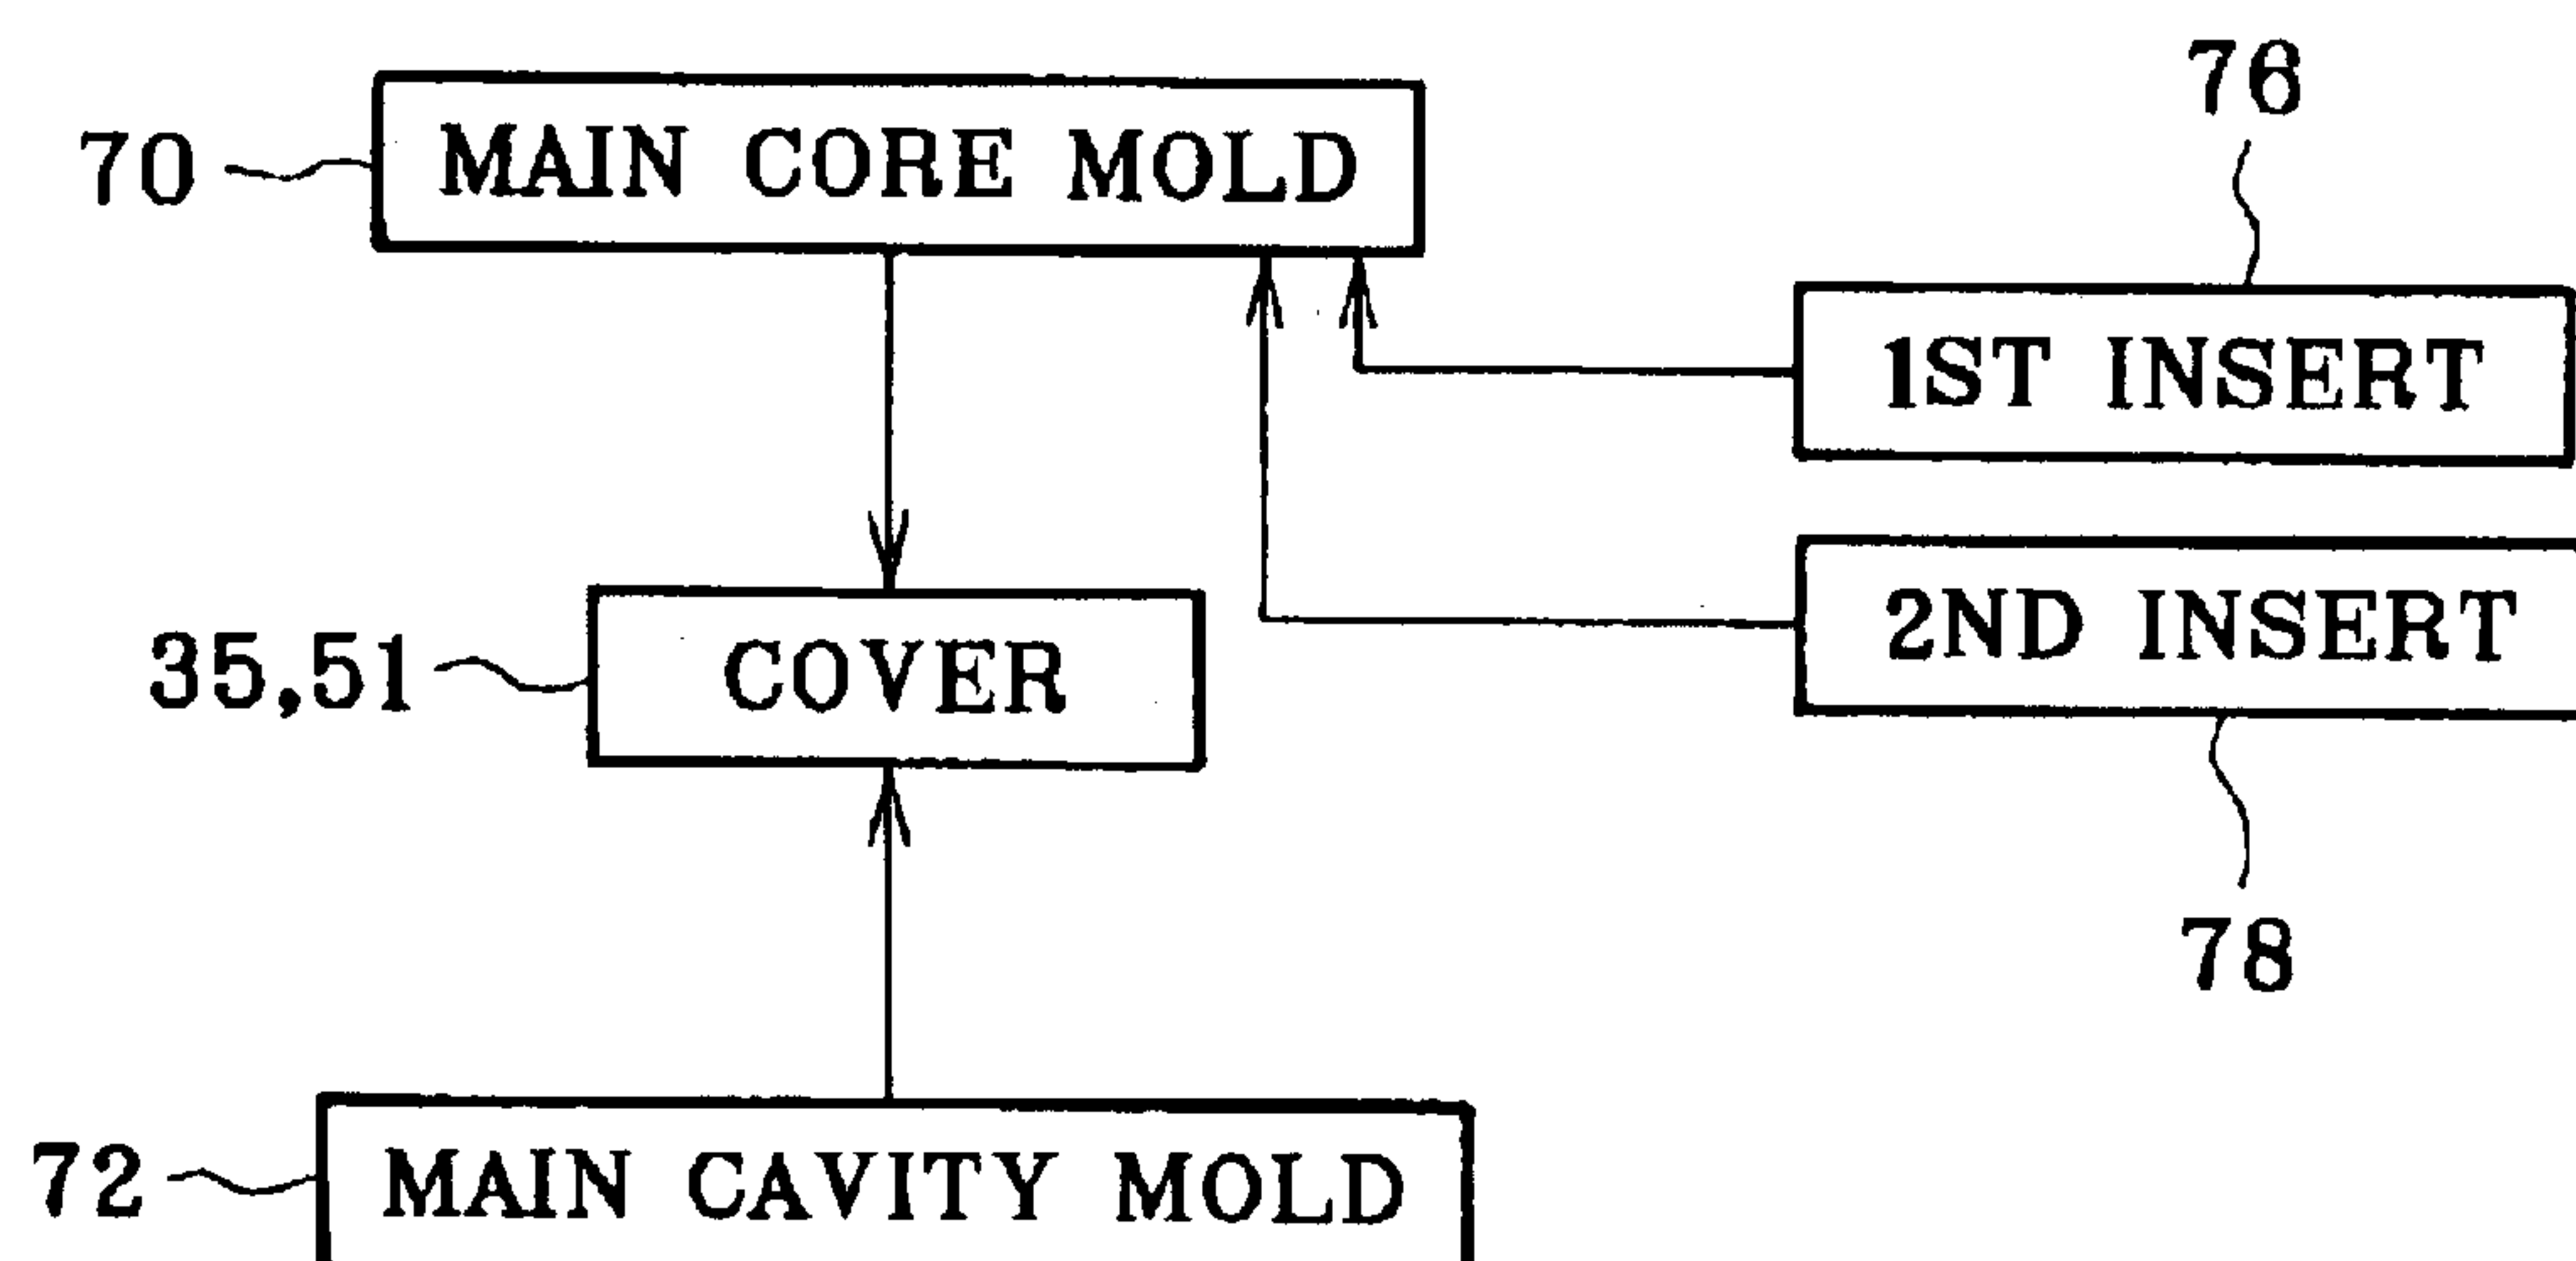 76
70 MAIN CORE MOLD
1ST INSERT
35,51 COVER
2ND INSERT
78
72 MAIN CAVITY MOLD